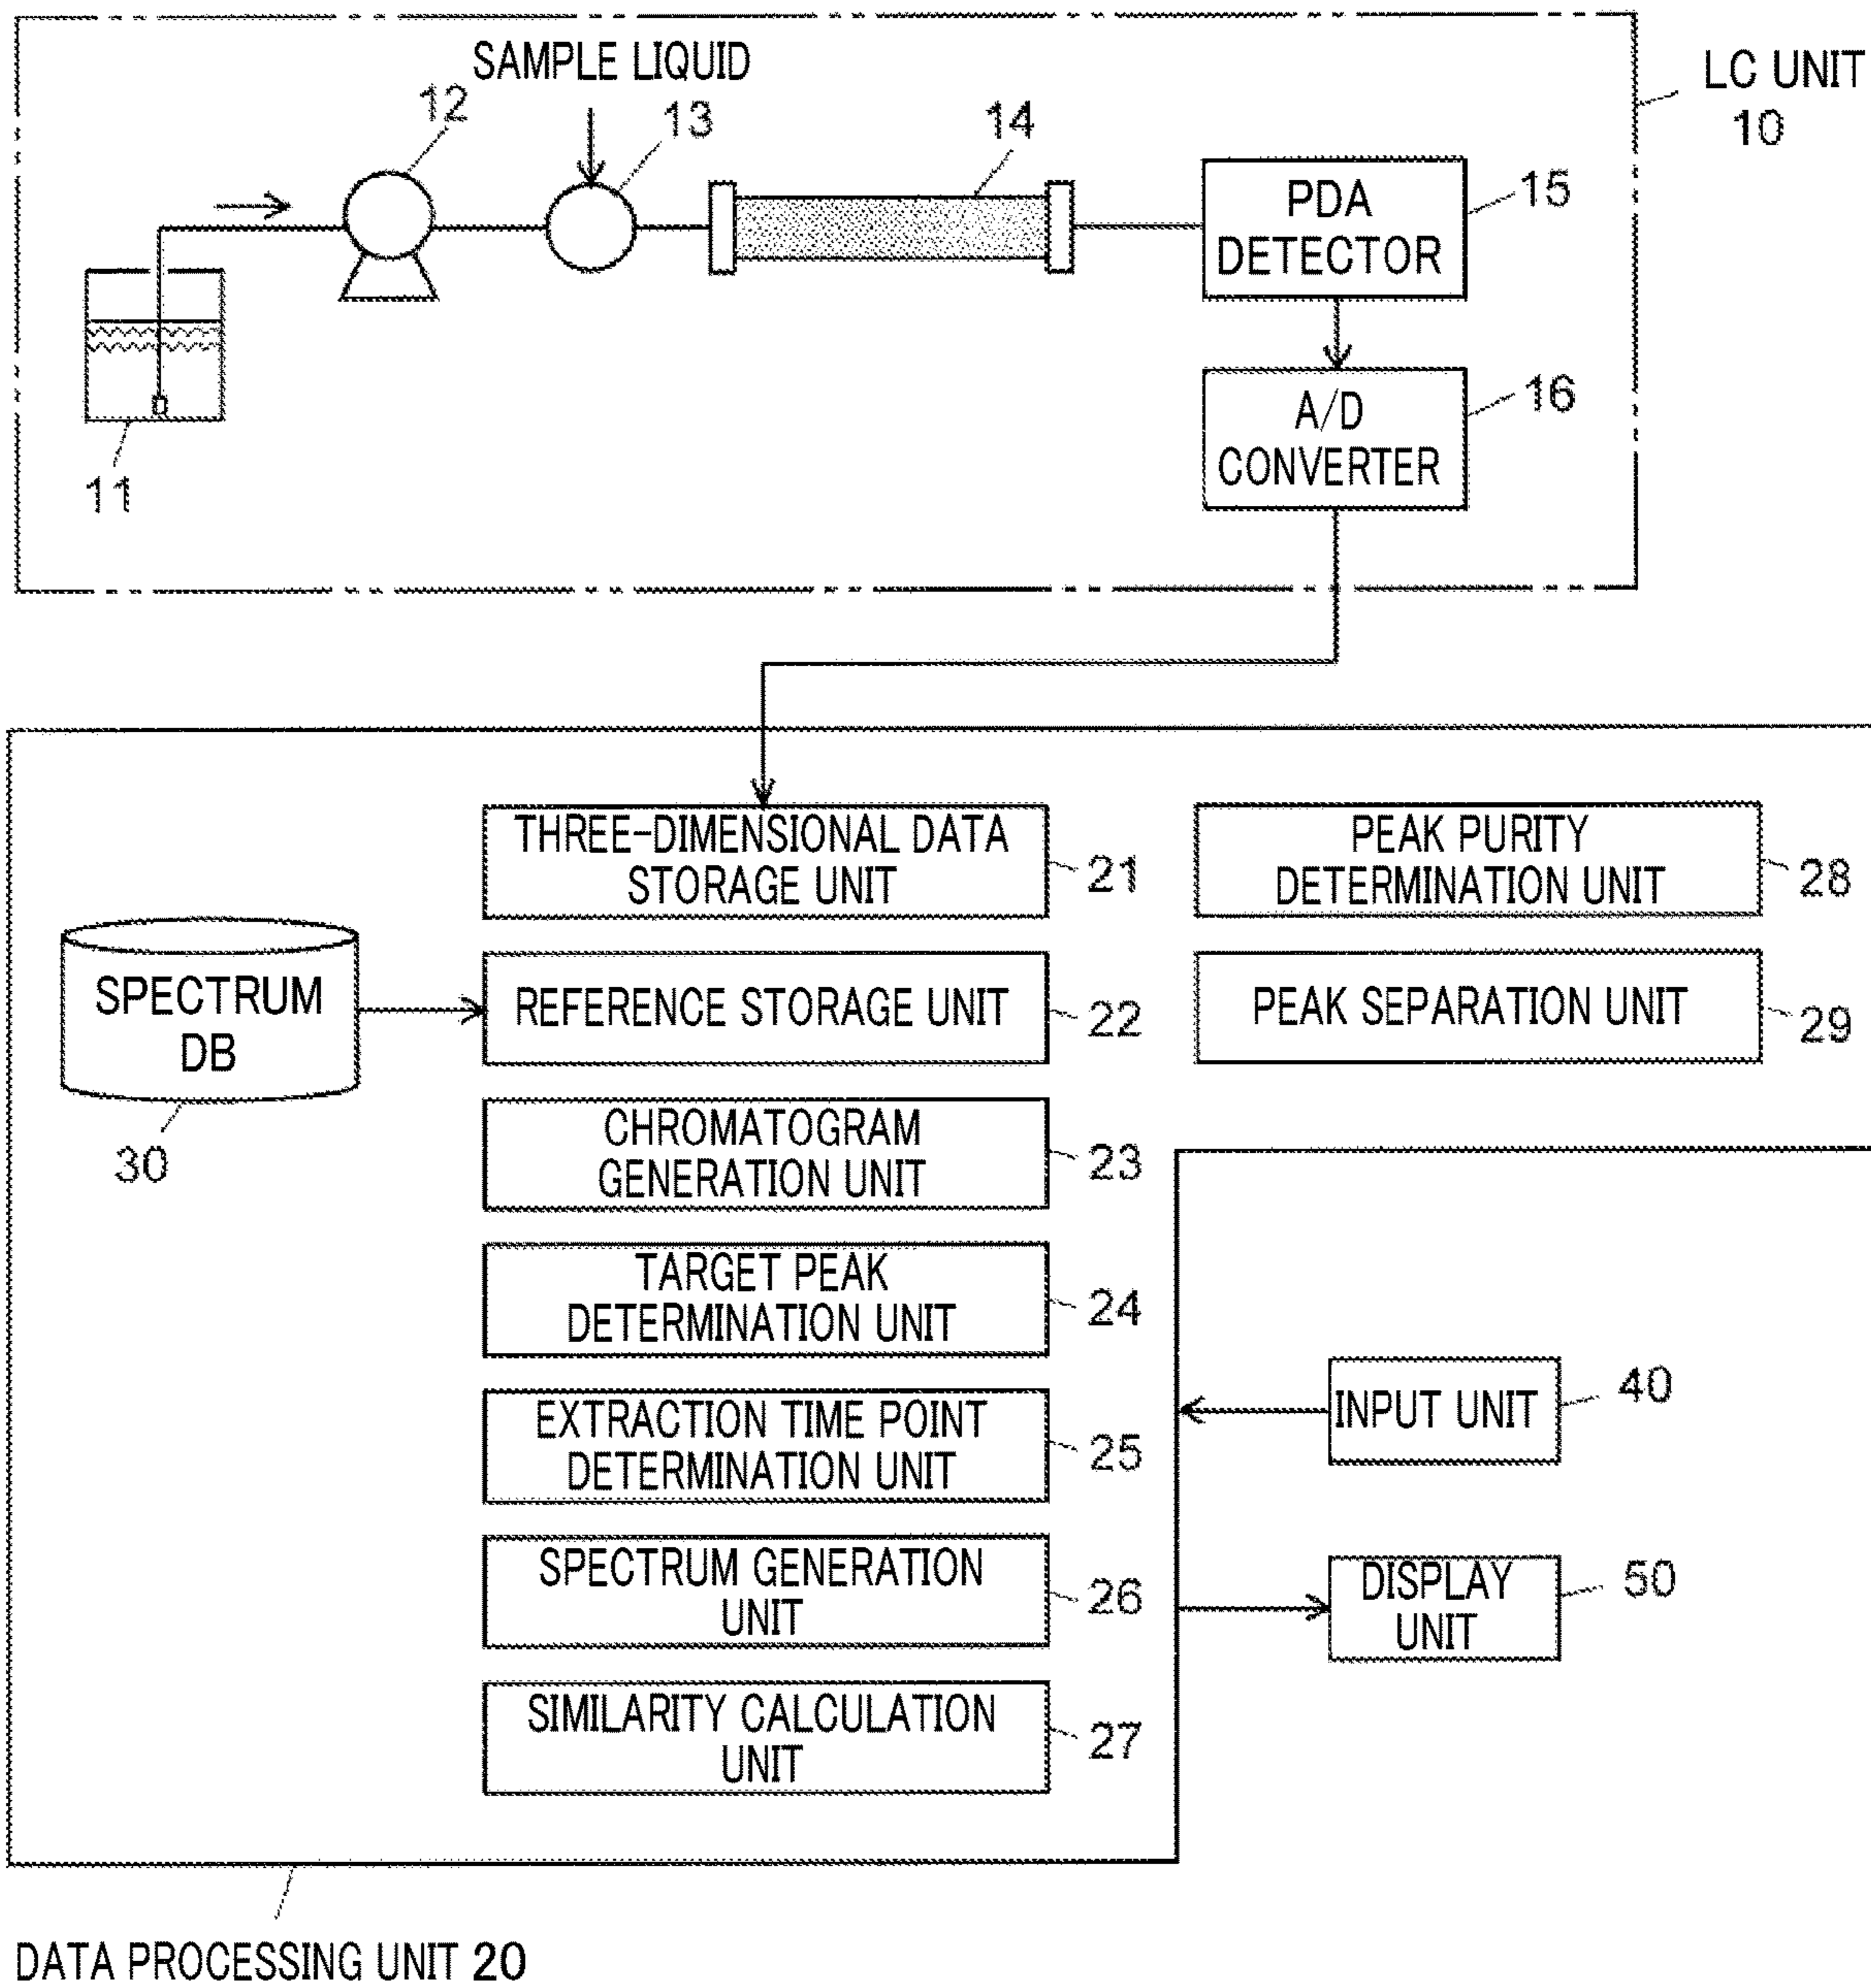 SAMPLE LIQUID
LC UNIT
10
12
13
14
PDA
DETECTOR
15
A/D
CONVERTER
16
11
THREE-DIMENSIONAL DATA
STORAGE UNIT
21
PEAK PURITY
DETERMINATION UNIT
28
SPECTRUM
DB
30
REFERENCE STORAGE UNIT
22
PEAK SEPARATION UNIT
29
CHROMATOGRAM
GENERATION UNIT
23
TARGET PEAK
DETERMINATION UNIT
24
EXTRACTION TIME POINT
DETERMINATION UNIT
25
INPUT UNIT
40
SPECTRUM GENERATION
UNIT
26
DISPLAY
UNIT
50
SIMILARITY CALCULATION
UNIT
27
DATA PROCESSING UNIT 20